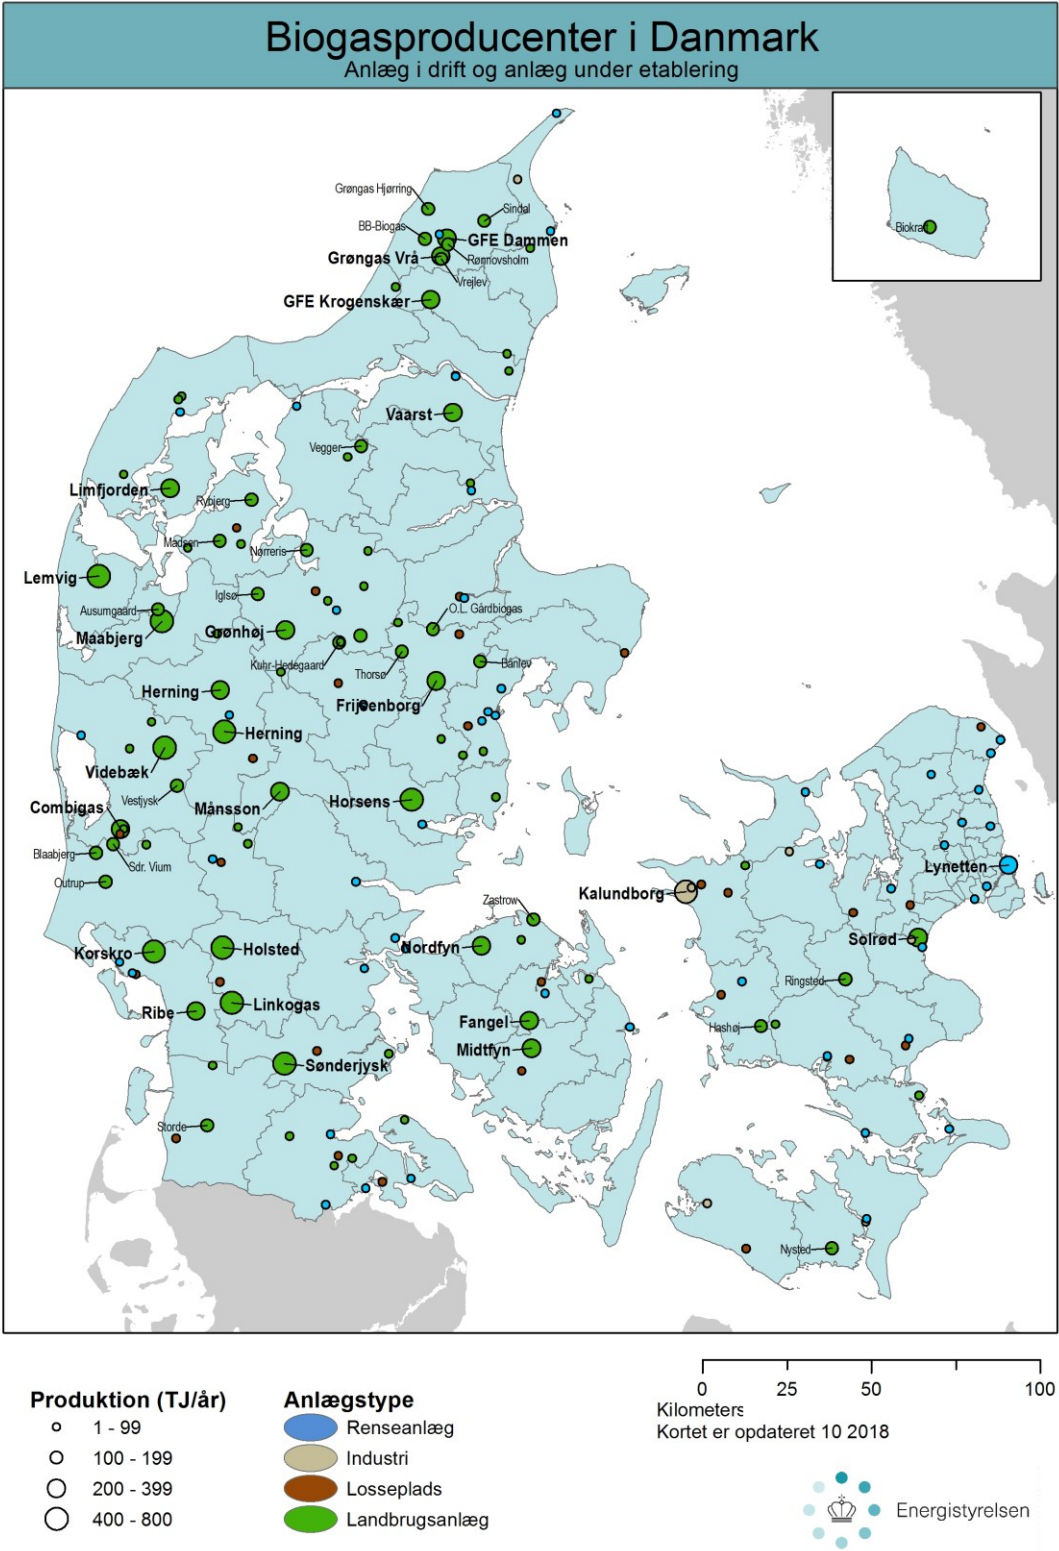 Biogasproducenter i Danmark
Anlæg i drift og anlæg under etablering
Grøngas Hjørring
Sindal
BB-Biogas
GFE Dammen
Grøngas Vrå
Rønnovsholm
Vrejlev
GFE Krogenskær
Biokraft
Vaarst
Vegger
Limfjorden
Rybjerg
Madsen
Nørreris
Lemvig
Iglsø
Ausumgaard
O.L. Gårdbiogas
Maabjerg
Grønhøj
Kuhr-Hedegaard
Thorsø
Bånlev
Herning
Frijsenborg
Herning
Videbæk
Vestjysk
Månsson
Horsens
Combigas
Blaabjerg
Sdr. Vium
Outrup
Lynetten
Kalundborg
Zastrow
Korskro
Holsted
Nordfyn
Solrød
Ringsted
Ribe
Linkogas
Fangel
Hashøj
Midtfyn
Sønderjysk
Storde
Nysted
Produktion (TJ/år)
1 - 99
100 - 199
200 - 399
400 - 800
Anlægstype
Renseanlæg
Industri
Losseplads
Landbrugsanlæg
0 25 50 100
Kilometers
Kortet er opdateret 10 2018
Energistyrelsen